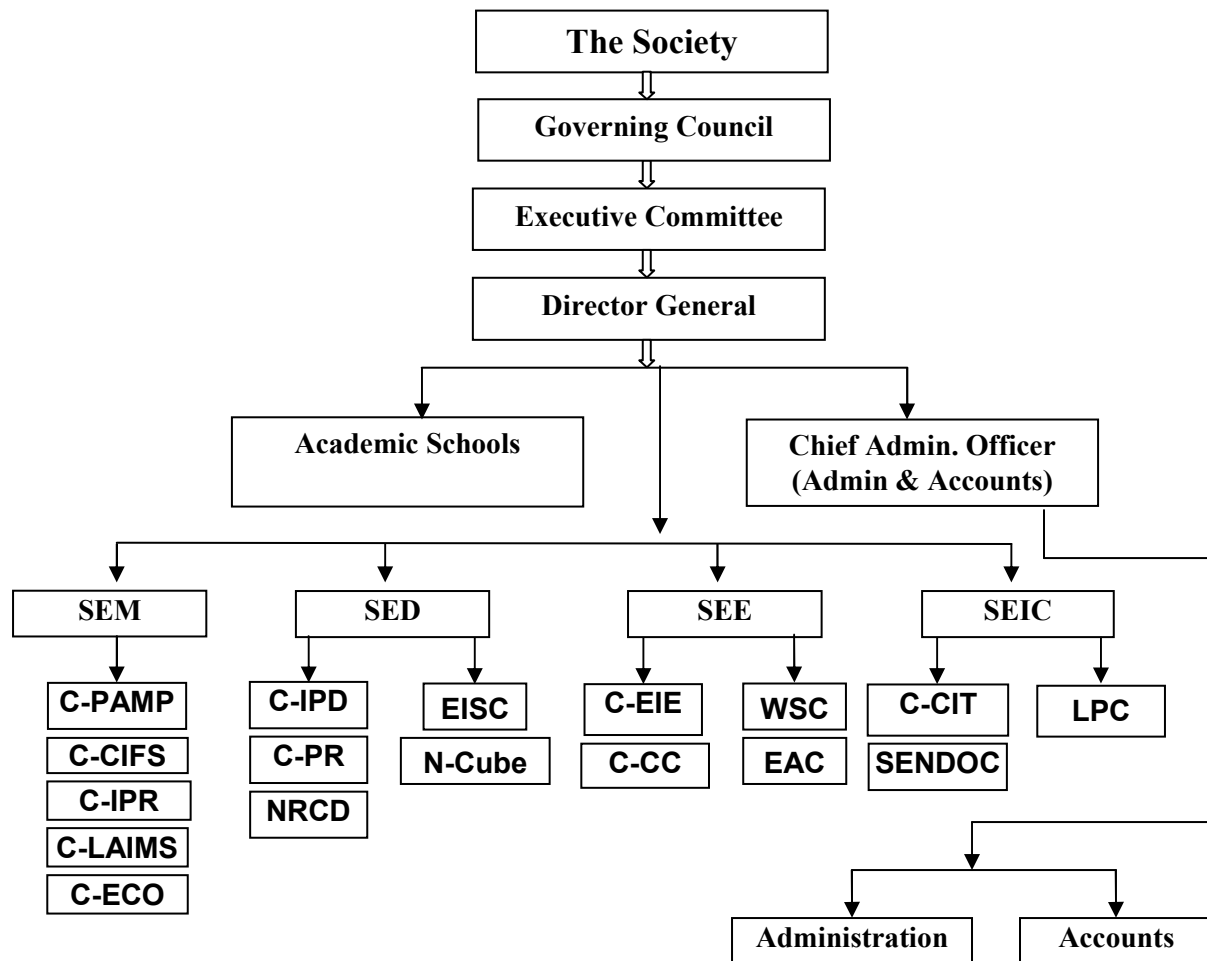 The Society
Governing Council
Executive Committee
Director General
Academic Schools
Chief Admin. Officer
(Admin & Accounts)
SEM
SED
SEE
SEIC
C-PAMP
C-CIFS
C-IPR
C-LAIMS
C-ECO
C-IPD
C-PR
NRCD
EISC
N-Cube
C-EIE
C-CC
WSC
EAC
C-CIT
SENDOC
LPC
Administration
Accounts